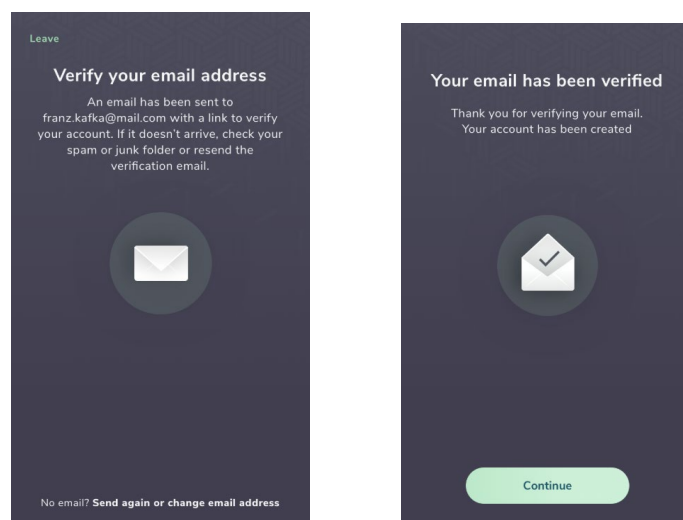 Leave
Verify your email address
An email has been sent to
franz.kafka@mail.com with a link to verify
your account. If it doesn't arrive, check your
spam or junk folder or resend the
verification email.
No email? Send again or change email address
Your email has been verified
Thank you for verifying your email.
Your account has been created
Continue